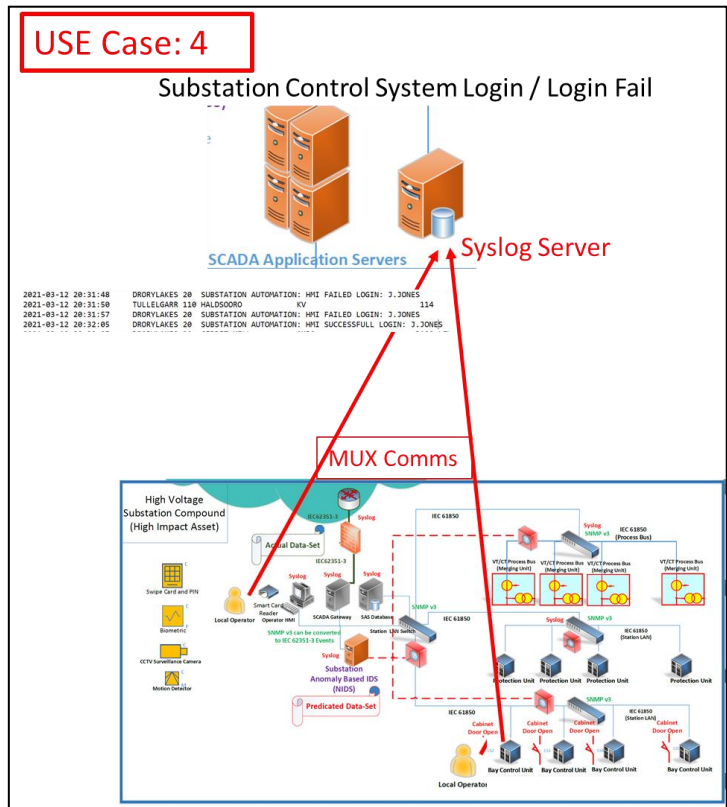 USE Case: 4
Substation Control System Login / Login Fail
SCADA Application Servers
Syslog Server
2021-03-12 20:31:48 DRORYLAKES 20 SUBSTATION AUTOMATION: HMI FAILED LOGIN: J.JONES
2021-03-12 20:31:50 TULLELGARR 110 HALDSOORO KV 114
2021-03-12 20:31:57 DRORYLAKES 20 SUBSTATION AUTOMATION: HMI FAILED LOGIN: J.JONES
2021-03-12 20:32:05 DRORYLAKES 20 SUBSTATION AUTOMATION: HMI SUCCESSFULL LOGIN: J.JONES
MUX Comms
High Voltage
Substation Compound
(High Impact Asset)
Swipe Card and PIN
Biometric
CCTV Surveillance Camera
Motion Detector
IEC62351-3
Syslog
Actual Data-Set
IEC62351-3
Local Operator
Smart Card
Reader
Syslog
Operator HMI
SCADA Gateway
Syslog
SAS Database
SNMP v3 can be converted
to IEC 62351-3 Events
Syslog
Substation
Anomaly Based IDS
(NIDS)
Predicated Data-Set
Station LAN Switch
SNMP v3
IEC 61850
Syslog
SNMP v3
IEC 61850
(Process Bus)
VT/CT Process Bus
(Merging Unit)
VT/CT Process Bus
(Merging Unit)
VT/CT Process Bus
(Merging Unit)
VT/CT Process Bus
(Merging Unit)
IEC 61850
Syslog
SNMP v3
IEC 61850
(Station LAN)
Protection Unit
Protection Unit
Protection Unit
Protection Unit
IEC 61850
SNMP v3
IEC 61850
(Station LAN)
Cabinet
Door Open
Cabinet
Door Open
Cabinet
Door Open
Cabinet
Door Open
Local Operator
Bay Control Unit
Bay Control Unit
Bay Control Unit
Bay Control Unit